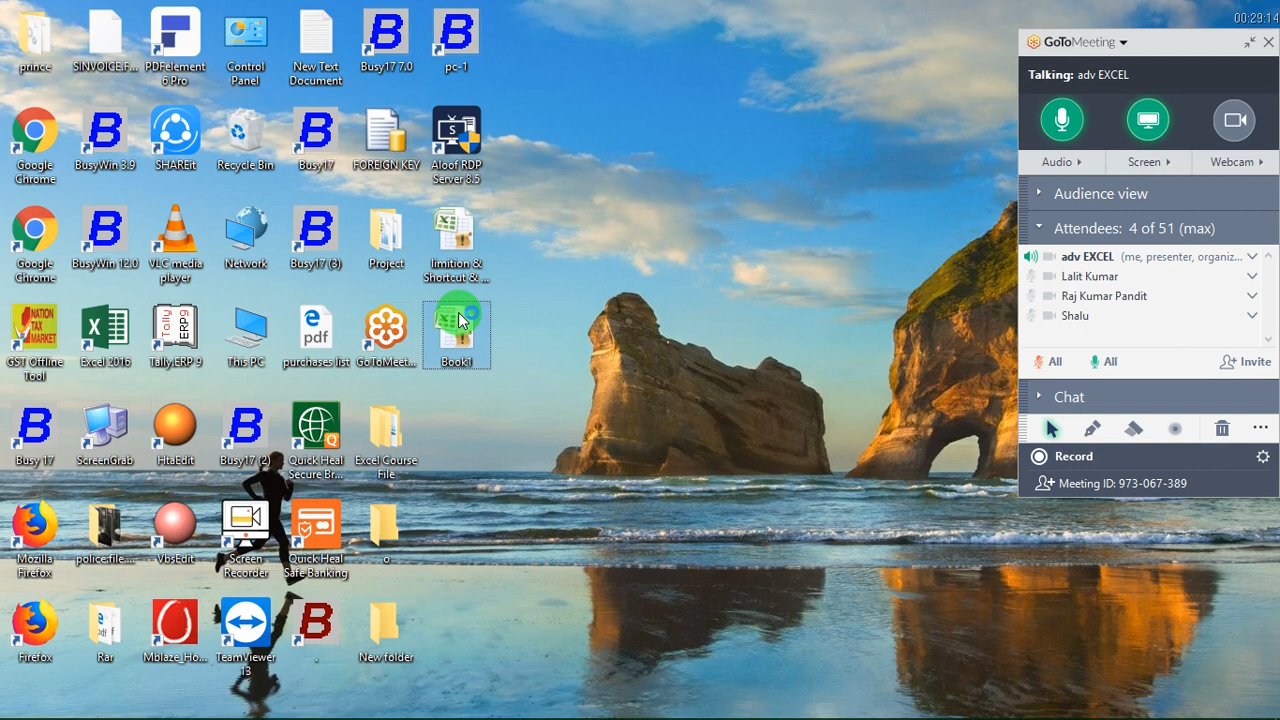 00:29:14
prince
SINVOICE.F...
PDFelement
6 Pro
Control
Panel
New Text
Document
Busy17 7.0
pc-1
Google
Chrome
BusyWin 3.9
SHAREit
Recycle Bin
Busy17
FOREIGN KEY
Aloof RDP
Server 8.5
Google
Chrome
BusyWin 12.0
VLC media
player
Network
Busy17 (3)
Project
limition &
Shortcut & ...
GST Offline
Tool
Excel 2016
Tally.ERP 9
This PC
purchases list
GoToMeet...
Book1
Busy 17
ScreenGrab
HtaEdit
Busy17 (2)
Quick Heal
Secure Br...
Excel Course
File
Mozilla
Firefox
police.file....
VbsEdit
Screen
Recorder
Quick Heal
Safe Banking
o
Firefox
Rar
Mblaze_Ho...
TeamViewer
13
.
New folder
GoToMeeting
Talking: adv EXCEL
Audio
Screen
Webcam
Audience view
Attendees: 4 of 51 (max)
adv EXCEL (me, presenter, organiz...
Lalit Kumar
Raj Kumar Pandit
Shalu
All
All
Invite
Chat
Record
Meeting ID: 973-067-389